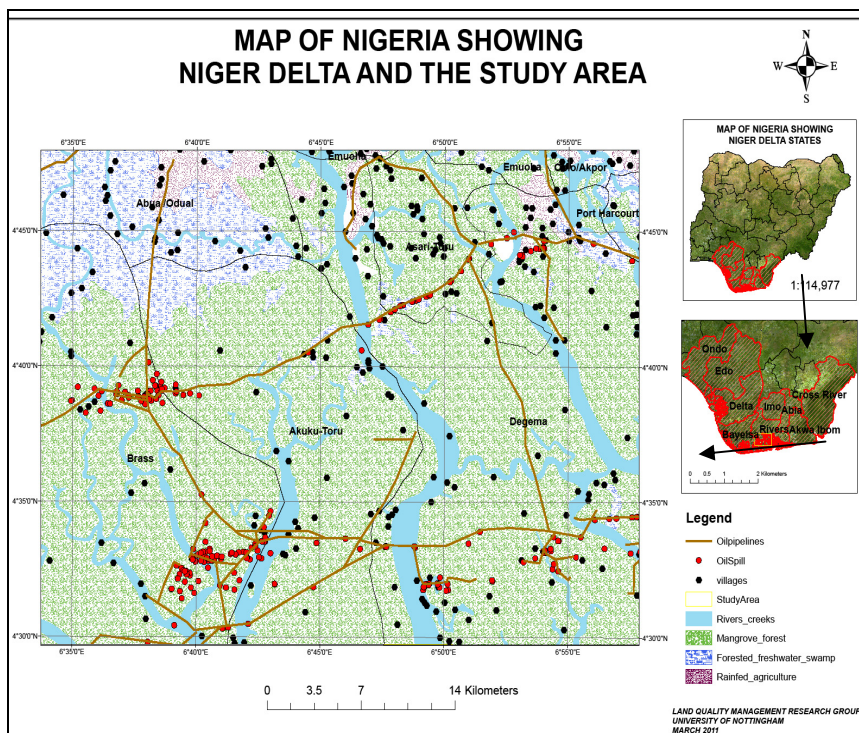 MAP OF NIGERIA SHOWING
NIGER DELTA AND THE STUDY AREA
N
W E
S
6°35'0"E 6°40'0"E 6°45'0"E 6°50'0"E 6°55'0"E
Emuoha
Emuoha
Abua/Odual
Port Harcourt
4°45'0"N 4°45'0"N
Asari-Toru
4°40'0"N 4°40'0"N
Degema
Akuku-Toru
Brass
4°35'0"N 4°35'0"N
4°30'0"N 4°30'0"N
6°35'0"E 6°40'0"E 6°45'0"E 6°50'0"E 6°55'0"E
0 3.5 7 14 Kilometers
MAP OF NIGERIA SHOWING
NIGER DELTA STATES
1:114,977
Ondo
Edo
Cross River
Delta
Imo
Abia
Rivers
Akwa Ibom
Bayelsa
0 0.5 1 2 Kilometers
Legend
Oilpipelines
OilSpill
villages
StudyArea
Rivers_creeks
Mangrove_forest
Forested_freshwater_swamp
Rainfed_agriculture
LAND QUALITY MANAGEMENT RESEARCH GROUP
UNIVERSITY OF NOTTINGHAM
MARCH 2011